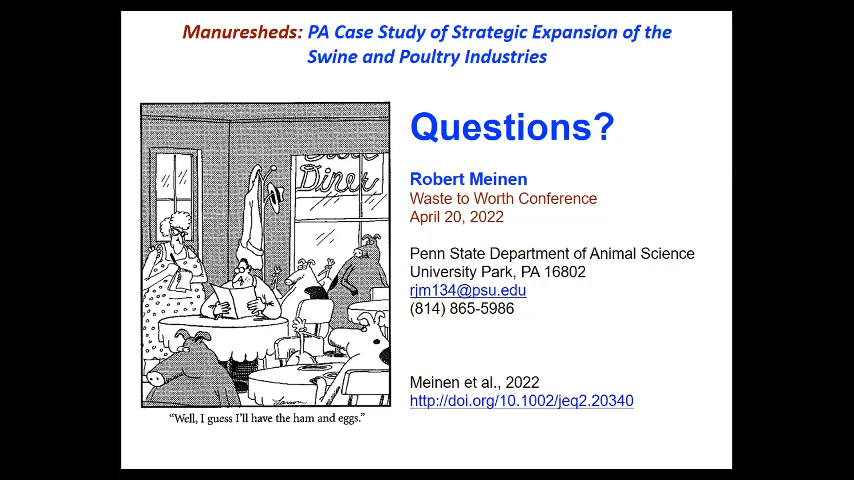 Manuresheds: PA Case Study of Strategic Expansion of the
Swine and Poultry Industries
Diner
Larson
"Well, I guess I'll have the ham and eggs."
Questions?
Robert Meinen
Waste to Worth Conference
April 20, 2022
Penn State Department of Animal Science
University Park, PA 16802
rjm134@psu.edu
(814) 865-5986
Meinen et al., 2022
http://doi.org/10.1002/jeq2.20340